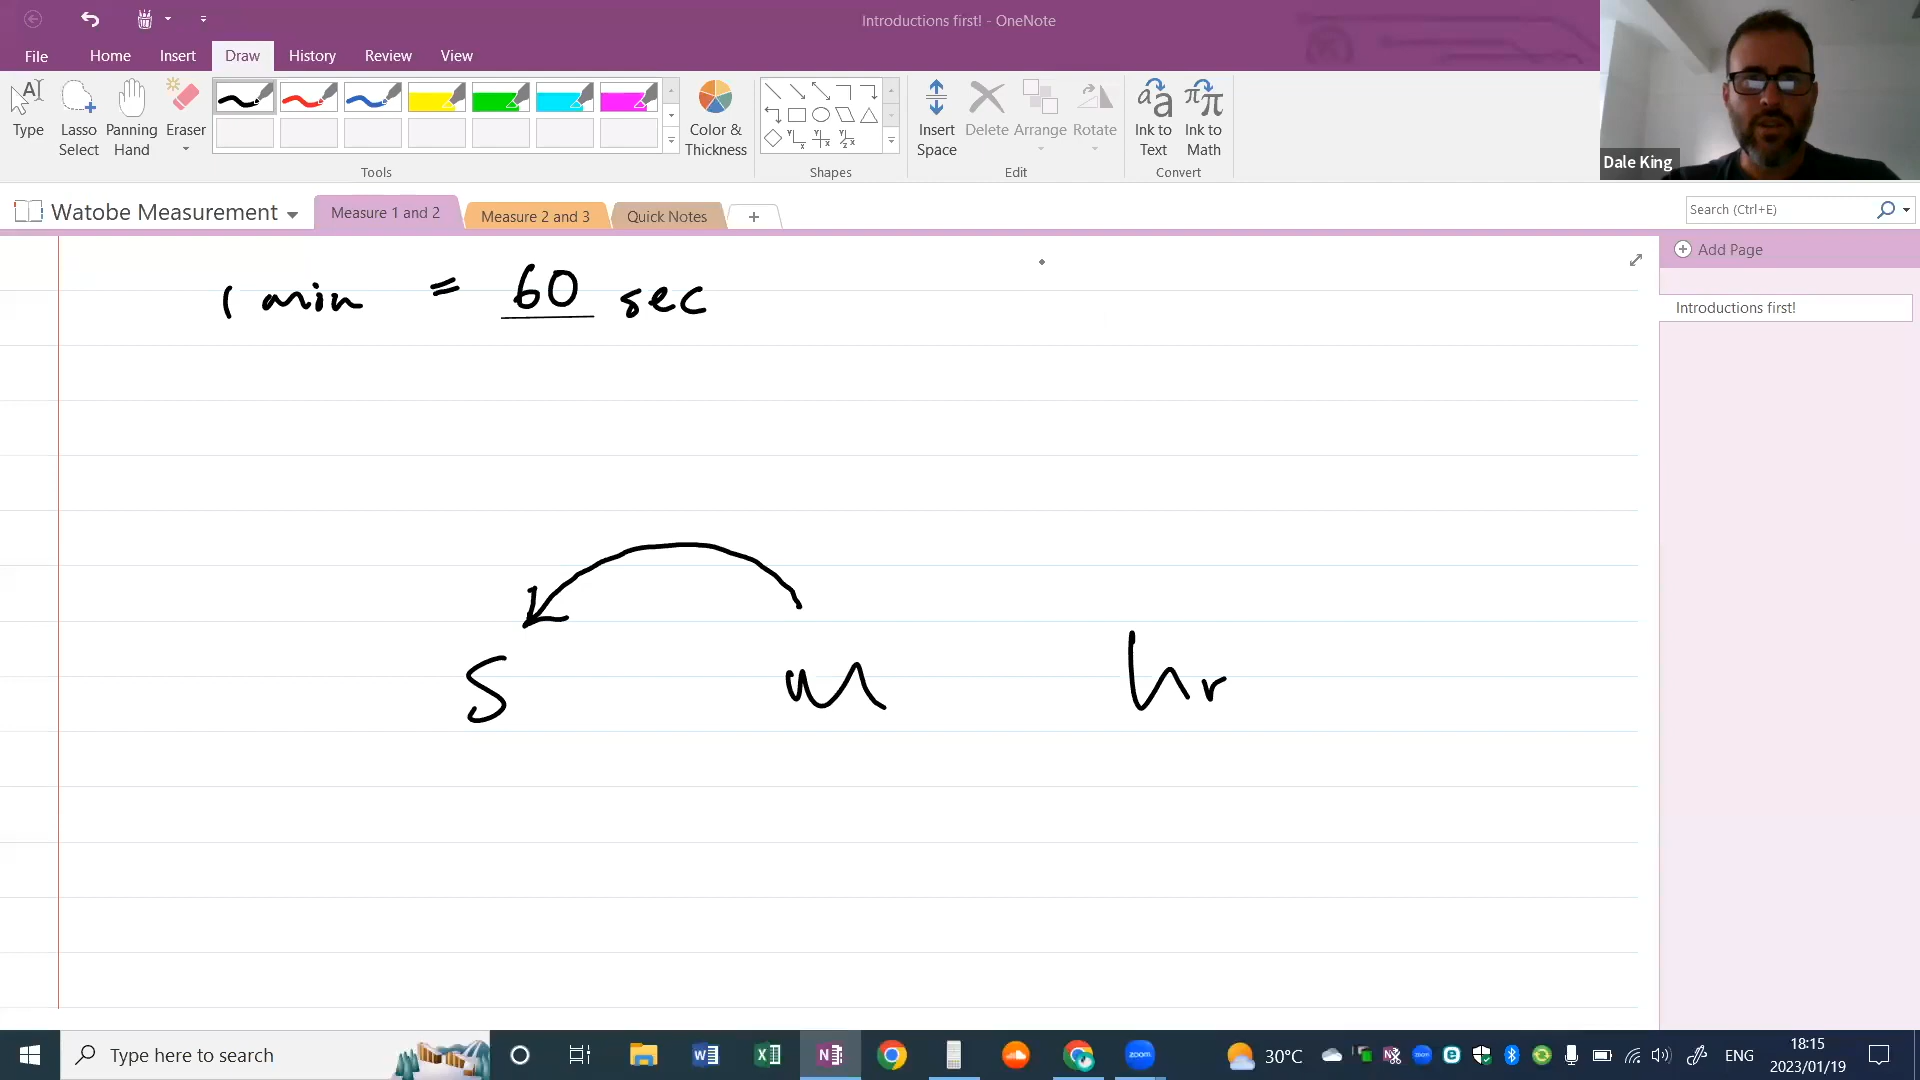 Introductions first! - OneNote
File Home Insert Draw History Review View
Type
Lasso Select
Panning Hand
Eraser
Color & Thickness
Insert Space
Delete
Arrange
Rotate
Ink to Text
Ink to Math
Tools
Shapes
Edit
Convert
Dale King
Watobe Measurement
Measure 1 and 2
Measure 2 and 3
Quick Notes
Search (Ctrl+E)
Add Page
Introductions first!
1 min = 60 sec
s m hr
Type here to search
zoom
30°C
ENG
18:15
2023/01/19